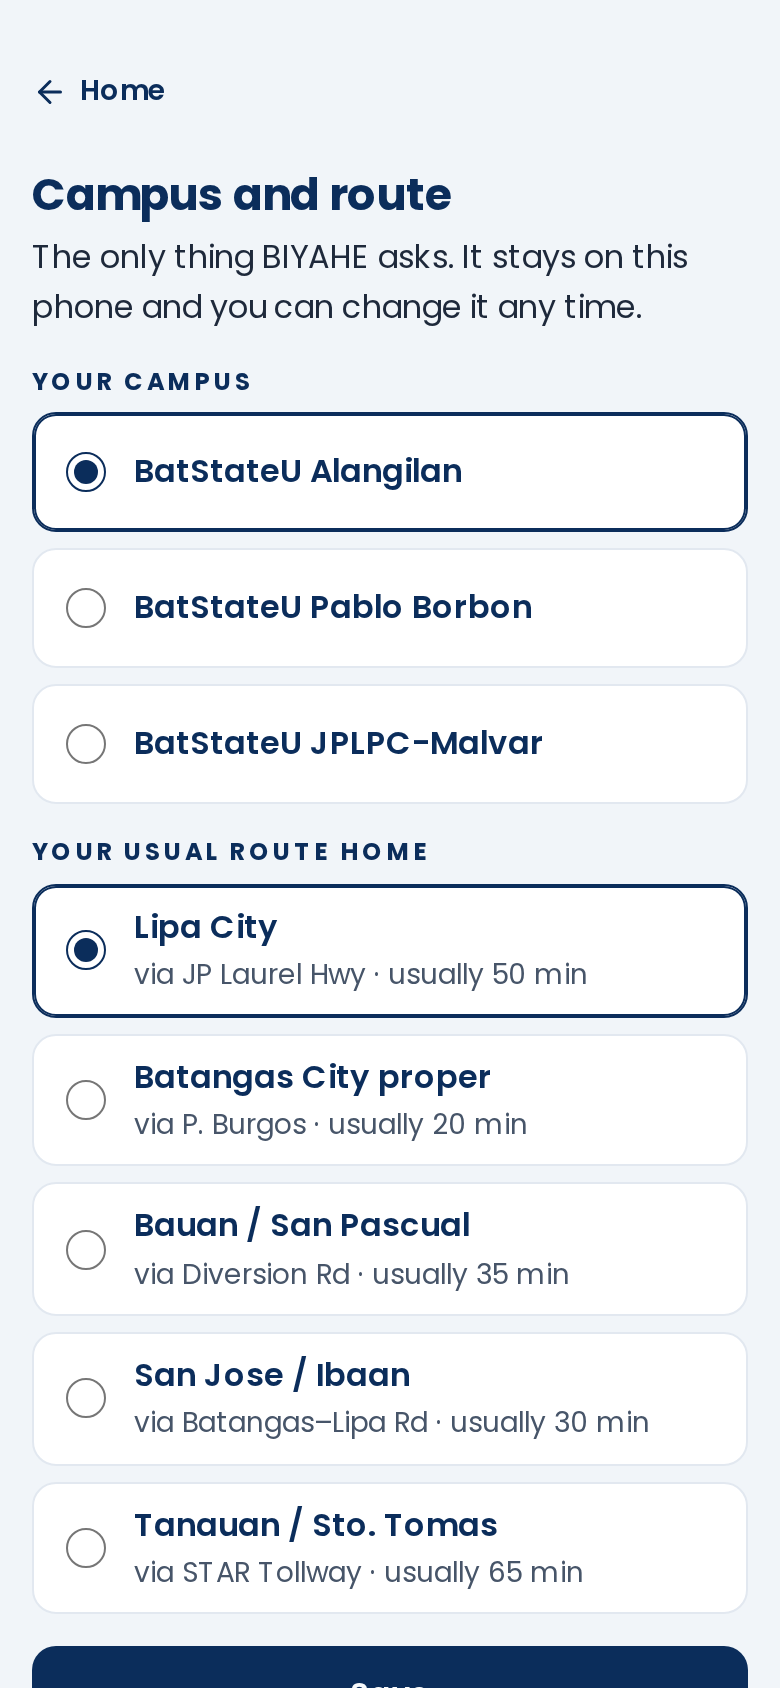 Home
Campus and route
The only thing BIYAHE asks. It stays on this
phone and you can change it any time.
YOUR CAMPUS
BatStateU Alangilan
BatStateU Pablo Borbon
BatStateU JPLPC-Malvar
YOUR USUAL ROUTE HOME
Lipa City
via JP Laurel Hwy · usually 50 min
Batangas City proper
via P. Burgos · usually 20 min
Bauan / San Pascual
via Diversion Rd · usually 35 min
San Jose / Ibaan
via Batangas–Lipa Rd · usually 30 min
Tanauan / Sto. Tomas
via STAR Tollway · usually 65 min